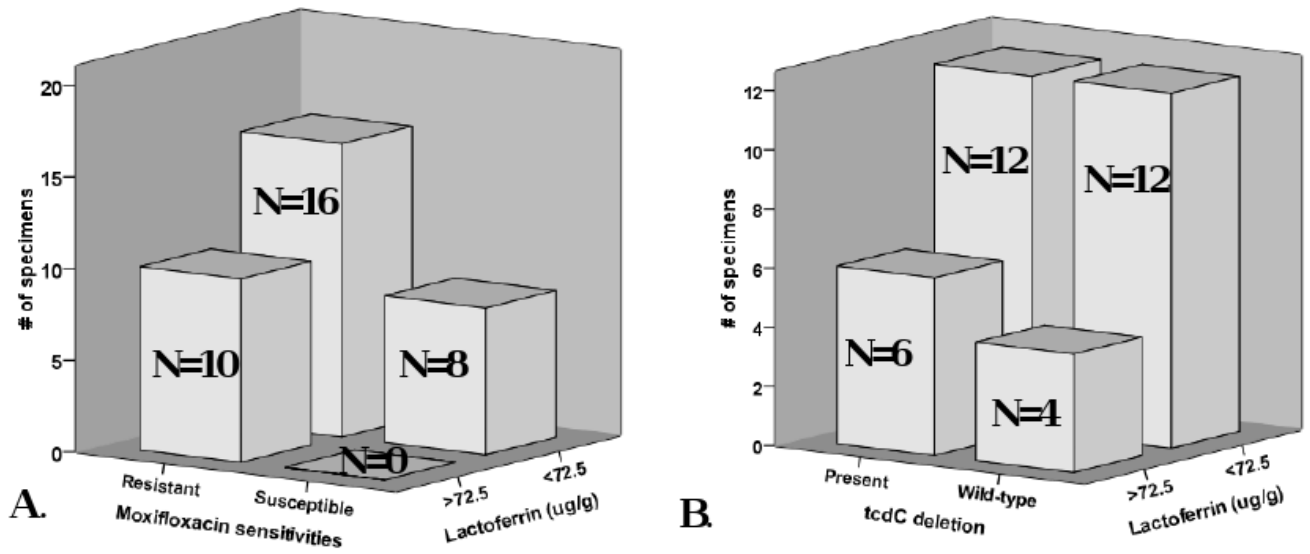 # of specimens
20
15
10
5
0
N=16
N=10
N=8
N=0
Resistant
Susceptible
Moxifloxacin sensitivities
>72.5
<72.5
Lactoferrin (ug/g)
A.
# of specimens
12
10
8
6
4
2
0
N=12
N=12
N=6
N=4
Present
Wild-type
tcdC deletion
>72.5
<72.5
Lactoferrin (ug/g)
B.